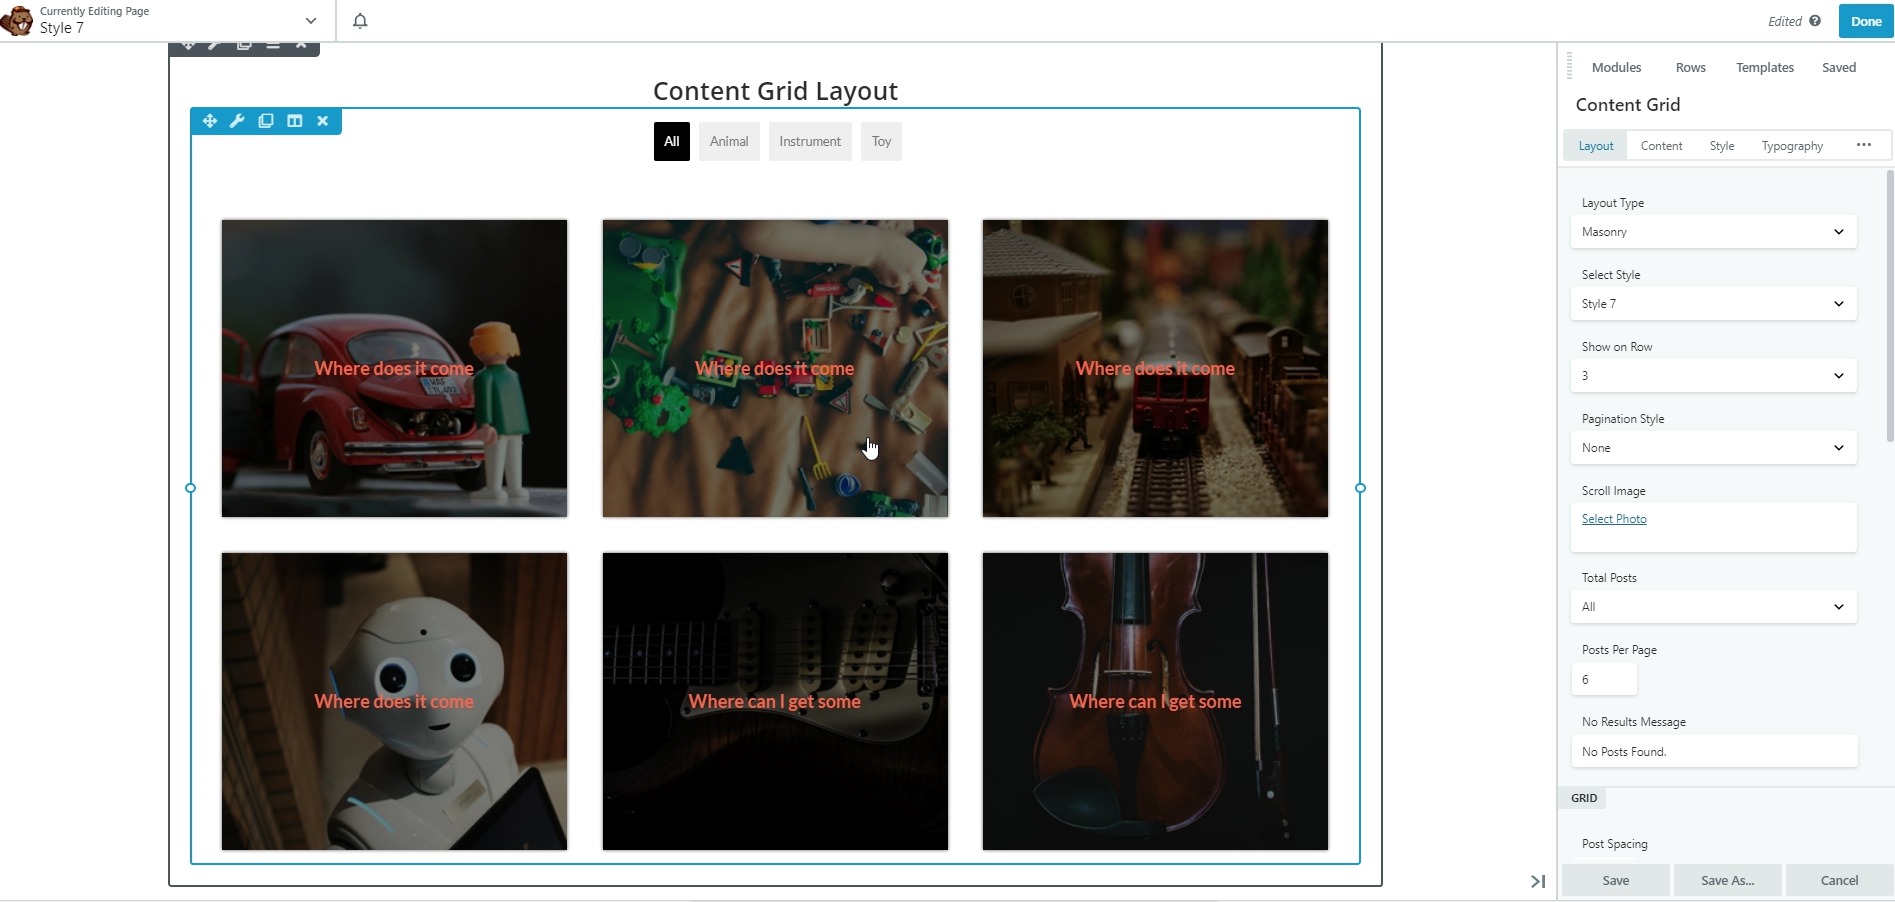 Currently Editing Page
Style 7
Edited
Done
Modules Rows Templates Saved
Content Grid
Layout Content Style Typography ...
Content Grid Layout
All Animal Instrument Toy
Where does it come
Where does it come
Where does it come
Where does it come
Where can I get some
Where can I get some
Layout Type
Masonry
Select Style
Style 7
Show on Row
3
Pagination Style
None
Scroll Image
Select Photo
Total Posts
All
Posts Per Page
6
No Results Message
No Posts Found.
GRID
Post Spacing
Save Save As... Cancel